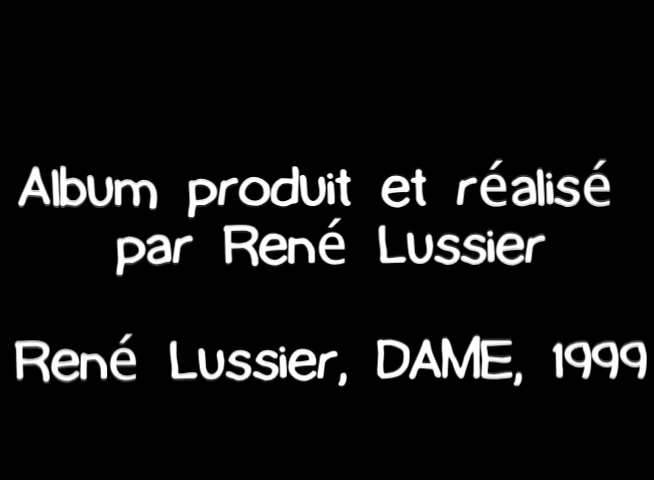 Album produit et réalisé
par René Lussier
René Lussier, DAME, 1999